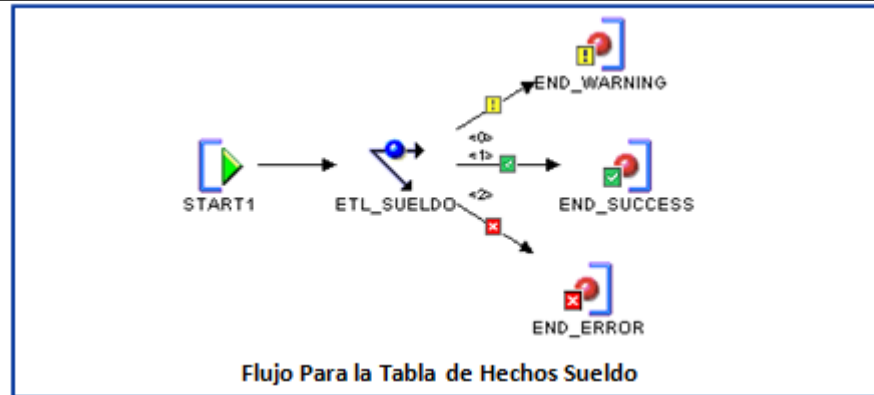 END_WARNING
<0>
<1>
START1
ETL_SUELDO
END_SUCCESS
<2>
END_ERROR
Flujo Para la Tabla de Hechos Sueldo